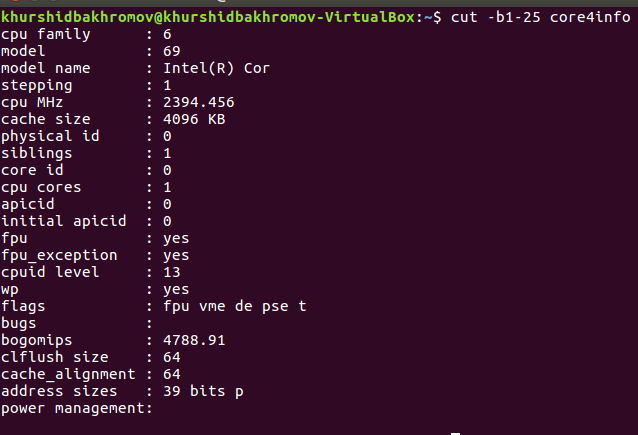 khurshidbakhromov@khurshidbakhromov-VirtualBox:~$ cut -b1-25 core4info
cpu family      : 6
model           : 69
model name      : Intel(R) Cor
stepping        : 1
cpu MHz         : 2394.456
cache size      : 4096 KB
physical id     : 0
siblings        : 1
core id         : 0
cpu cores       : 1
apicid          : 0
initial apicid  : 0
fpu             : yes
fpu_exception   : yes
cpuid level     : 13
wp              : yes
flags           : fpu vme de pse t
bugs            :
bogomips        : 4788.91
clflush size    : 64
cache_alignment : 64
address sizes   : 39 bits p
power management: